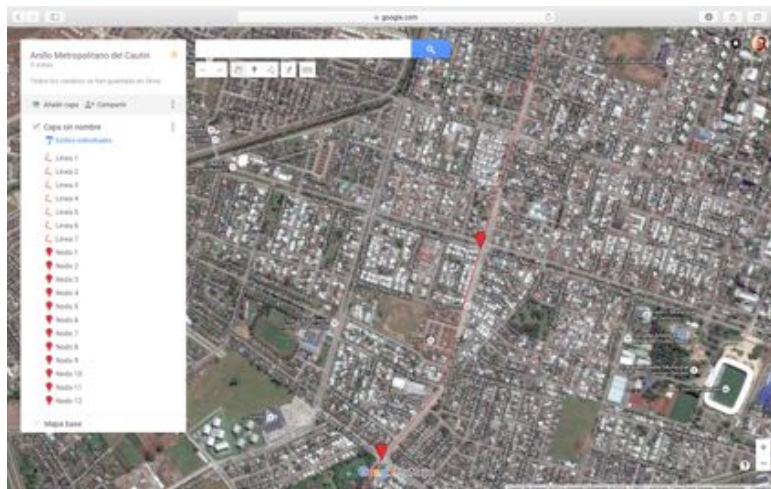 google.com
Anillo Metropolitano del Cautín
Todos los cambios se han guardado en Drive
Añadir capa Compartir
Capa sin nombre
Estilos individuales
Línea 1
Línea 2
Línea 3
Línea 4
Línea 5
Línea 6
Línea 7
Nodo 1
Nodo 2
Nodo 3
Nodo 4
Nodo 5
Nodo 6
Nodo 7
Nodo 8
Nodo 9
Nodo 10
Nodo 11
Nodo 12
Mapa base